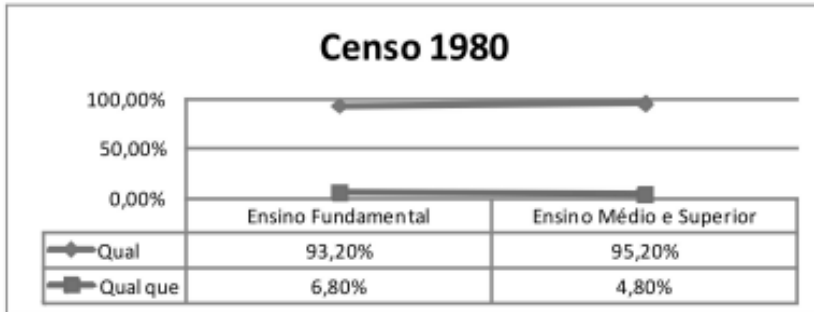 Censo 1980
100,00%
50,00%
0,00%
Ensino Fundamental Ensino Médio e Superior
Qual 93,20% 95,20%
Qual que 6,80% 4,80%